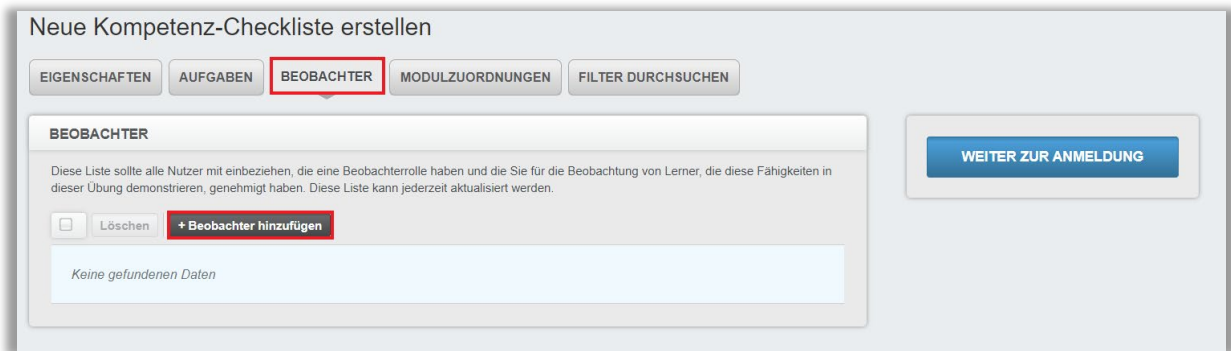 Neue Kompetenz-Checkliste erstellen
EIGENSCHAFTEN AUFGABEN BEOBACHTER MODULZUORDNUNGEN FILTER DURCHSUCHEN
BEOBACHTER
Diese Liste sollte alle Nutzer mit einbeziehen, die eine Beobachterrolle haben und die Sie für die Beobachtung von Lerner, die diese Fähigkeiten in
dieser Übung demonstrieren, genehmigt haben. Diese Liste kann jederzeit aktualisiert werden.
Löschen + Beobachter hinzufügen
Keine gefundenen Daten
WEITER ZUR ANMELDUNG